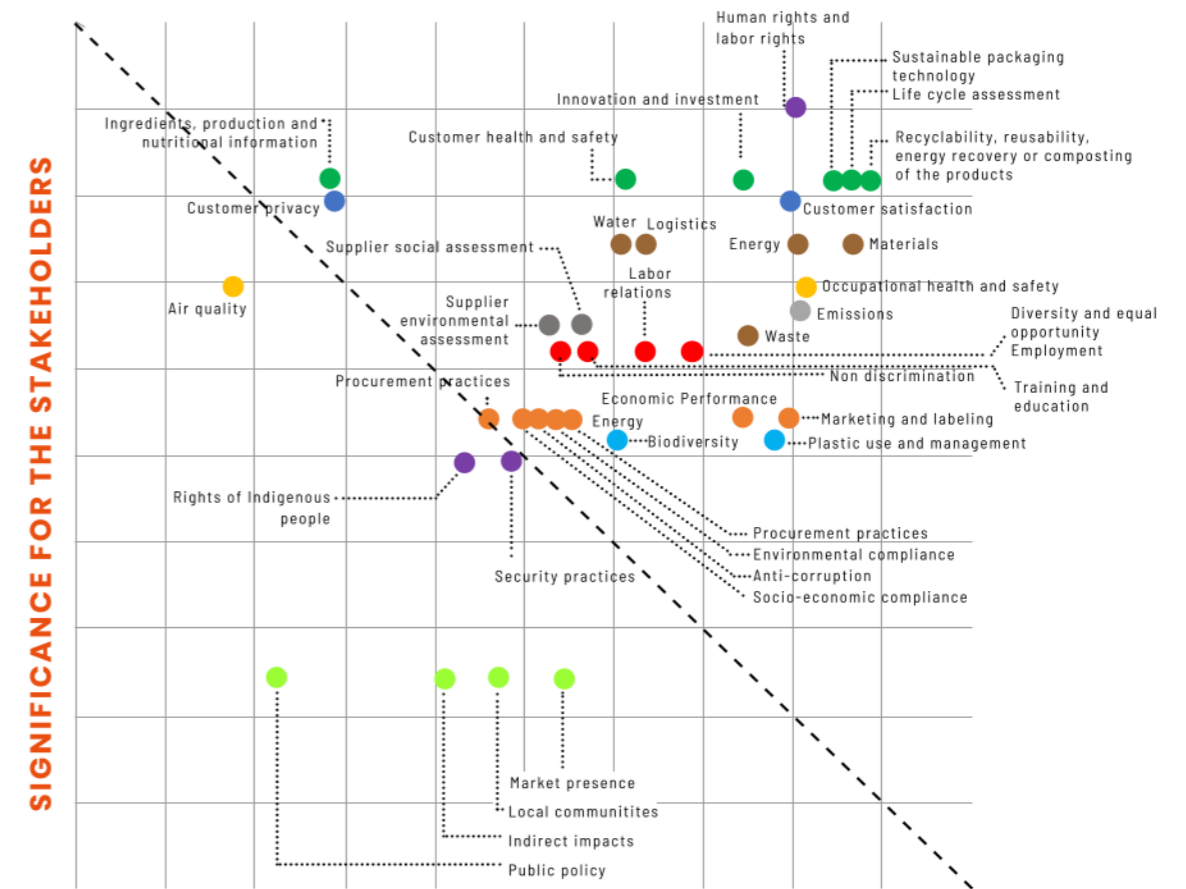 SIGNIFICANCE FOR THE STAKEHOLDERS
Human rights and
labor rights
Sustainable packaging
technology
Life cycle assessment
Innovation and investment
Ingredients, production and
nutritional information
Customer health and safety
Recyclability, reusability,
energy recovery or composting
of the products
Customer privacy
Customer satisfaction
Water
Logistics
Supplier social assessment
Energy
Materials
Labor
relations
Air quality
Occupational health and safety
Supplier
environmental
assessment
Emissions
Diversity and equal
opportunity
Employment
Waste
Non discrimination
Procurement practices
Training and
education
Economic Performance
Energy
Marketing and labeling
Biodiversity
Plastic use and management
Rights of Indigenous
people
Procurement practices
Environmental compliance
Anti-corruption
Socio-economic compliance
Security practices
Market presence
Local communitites
Indirect impacts
Public policy